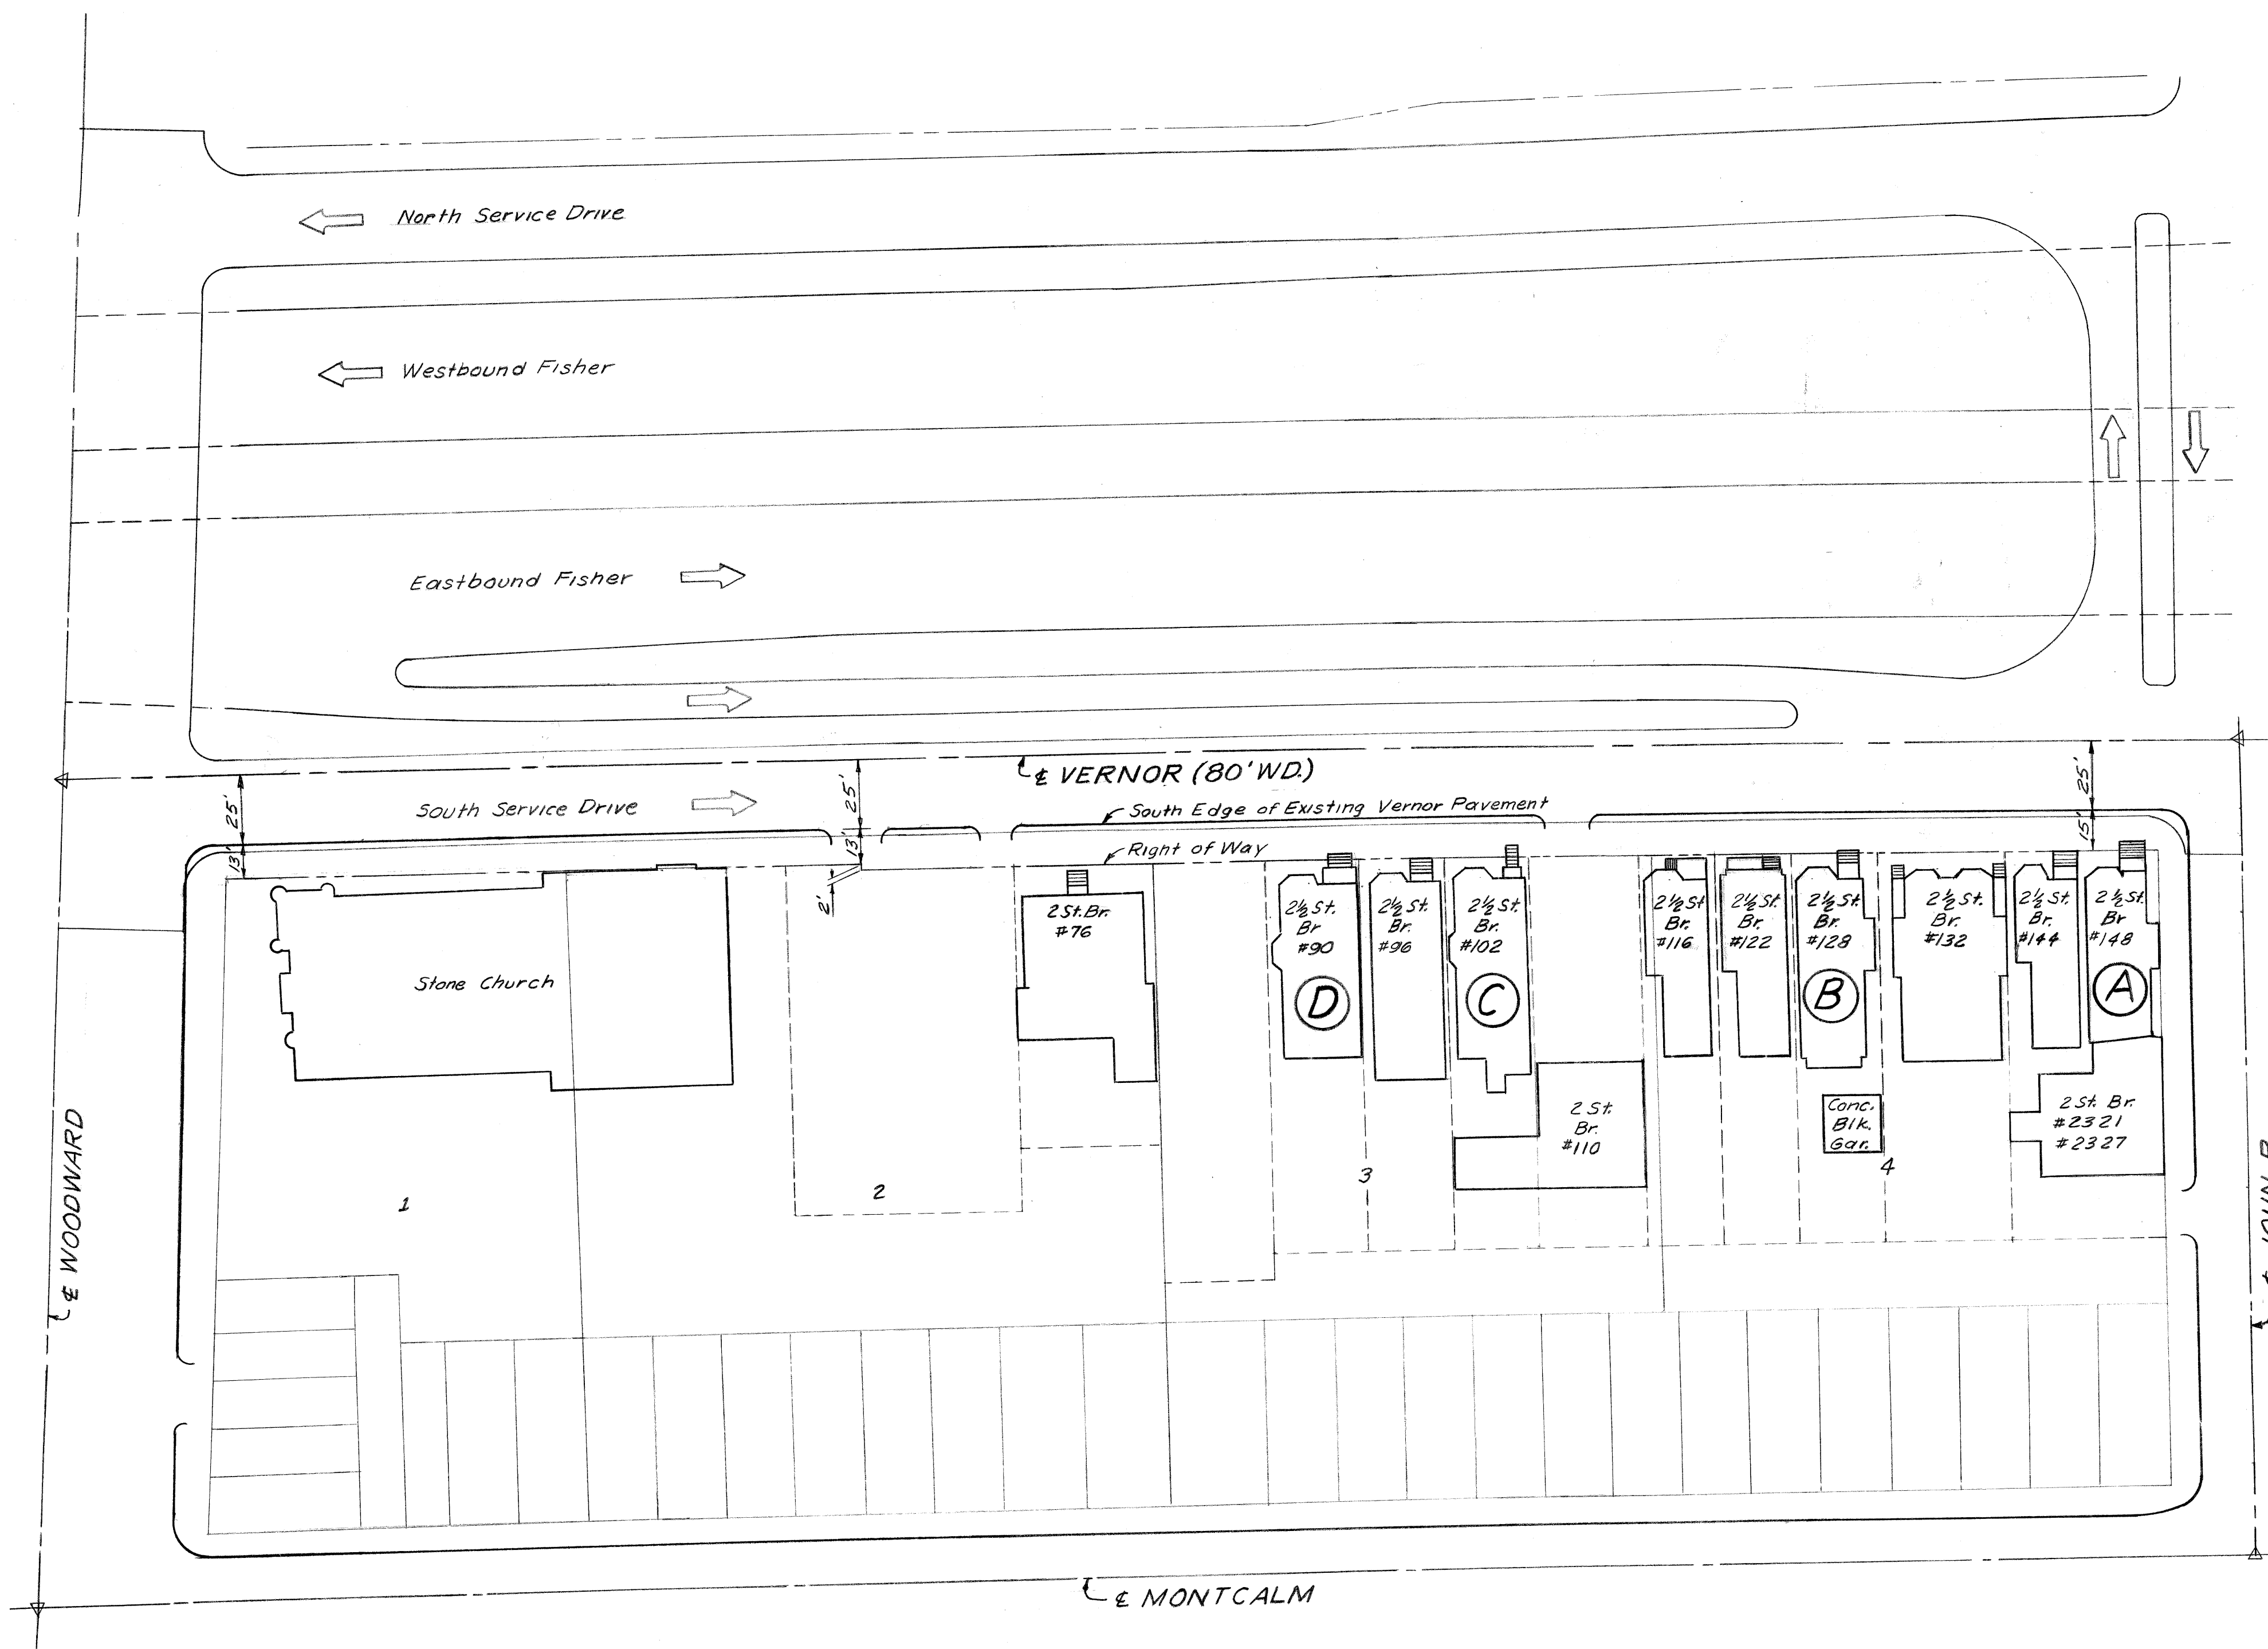 North Service Drive
Westbound Fisher
Eastbound Fisher
℄ VERNOR (80' WD.)
25'
25'
25'
South Service Drive
South Edge of Existing Vernor Pavement
13'
13'
15'
Right of Way
2'
Stone Church
2 St. Br.
#76
2½ St.
Br
#90
D
2½ St.
Br.
#96
2½ St.
Br.
#102
C
2½ St
Br.
#116
2½ St
Br.
#122
2½ St.
Br.
#128
B
2½ St.
Br.
#132
2½ St.
Br.
#144
2½ St.
Br
#148
A
2 St.
Br.
#110
Conc.
Blk.
Gar.
2 St. Br.
#2321
#2327
1
2
3
4
℄ WOODWARD
℄ MONTCALM